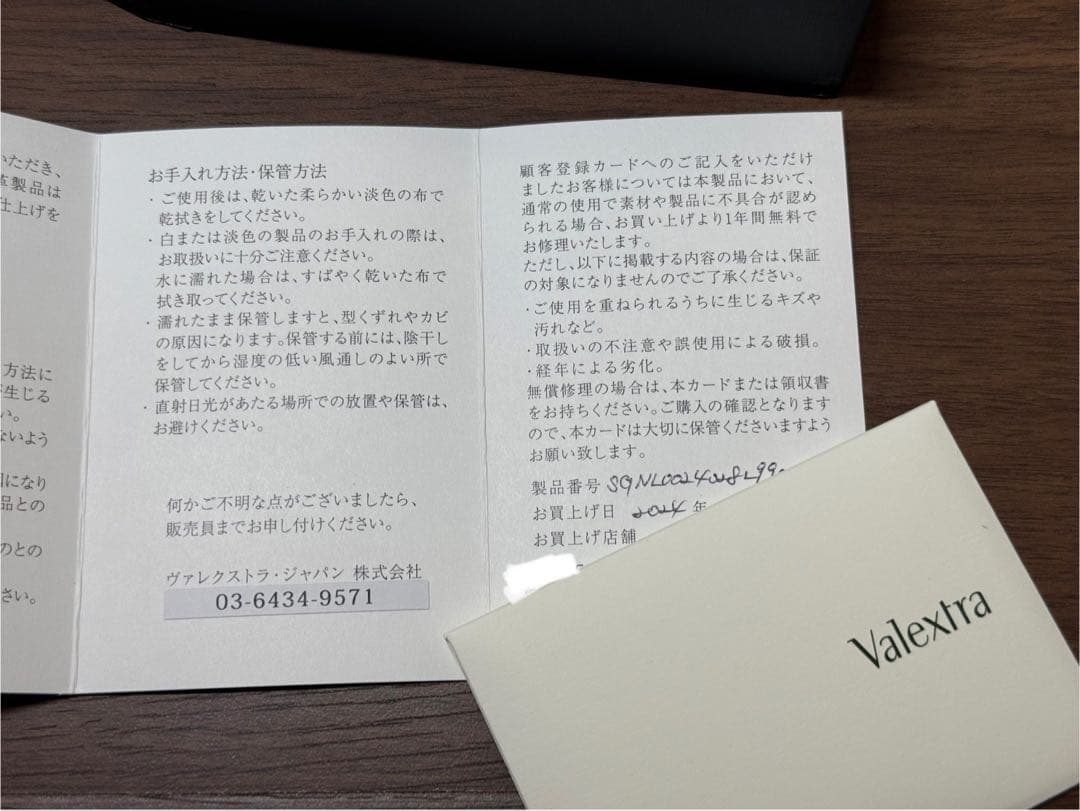 いただき、
革製品は
仕上げを
方法に
生じる
い。
ないよう
になり
品との
のとの
さい。
お手入れ方法・保管方法
・ご使用後は、乾いた柔らかい淡色の布で
乾拭きをしてください。
・白または淡色の製品のお手入れの際は、
お取扱いに十分ご注意ください。
水に濡れた場合は、すばやく乾いた布で
拭き取ってください。
・濡れたまま保管しますと、型くずれやカビ
の原因になります。保管する前には、陰干し
をしてから湿度の低い風通しのよい所で
保管してください。
・直射日光があたる場所での放置や保管は、
お避けください。
何かご不明な点がございましたら、
販売員までお申し付けください。
ヴァレクストラ・ジャパン 株式会社
03-6434-9571
顧客登録カードへのご記入をいただけ
ましたお客様については本製品において、
通常の使用で素材や製品に不具合が認め
られる場合、お買い上げより1年間無料で
お修理いたします。
ただし、以下に掲載する内容の場合は、保証
の対象になりませんのでご了承ください。
・ご使用を重ねられるうちに生じるキズや
汚れなど。
・取扱いの不注意や誤使用による破損。
・経年による劣化。
無償修理の場合は、本カードまたは領収書
をお持ちください。ご購入の確認となります
ので、本カードは大切に保管くださいますよう
お願い致します。
製品番号
お買上げ日 2024 年
お買上げ店舗
Valextra